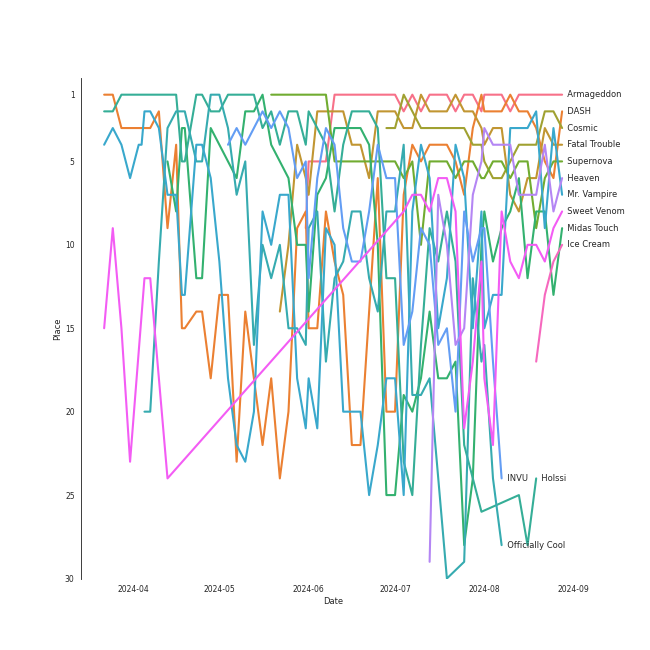 1
Armageddon
DASH
Cosmic
Fatal Trouble
5
Supernova
Heaven
Mr. Vampire
Sweet Venom
Midas Touch
10
Ice Cream
15
Place
20
INVU
Holssi
25
Officially Cool
30
2024-04
2024-05
2024-06
2024-07
2024-08
2024-09
Date